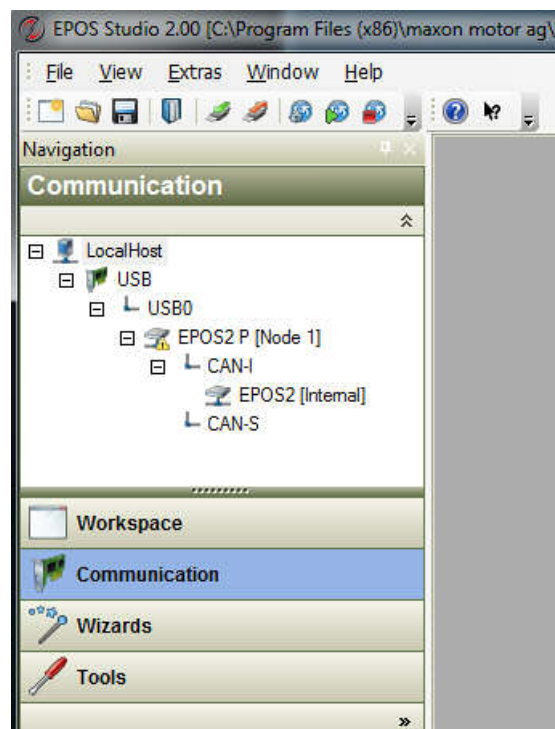 EPOS Studio 2.00 [C:\Program Files (x86)\maxon motor ag\
File View Extras Window Help
Navigation
Communication
LocalHost
USB
USB0
EPOS2 P [Node 1]
CAN-I
EPOS2 [Internal]
CAN-S
Workspace
Communication
Wizards
Tools